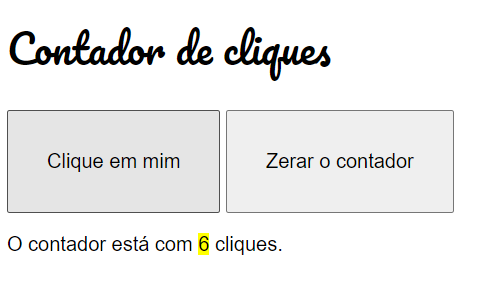 Contador de cliques
Clique em mim Zerar o contador
O contador está com 6 cliques.